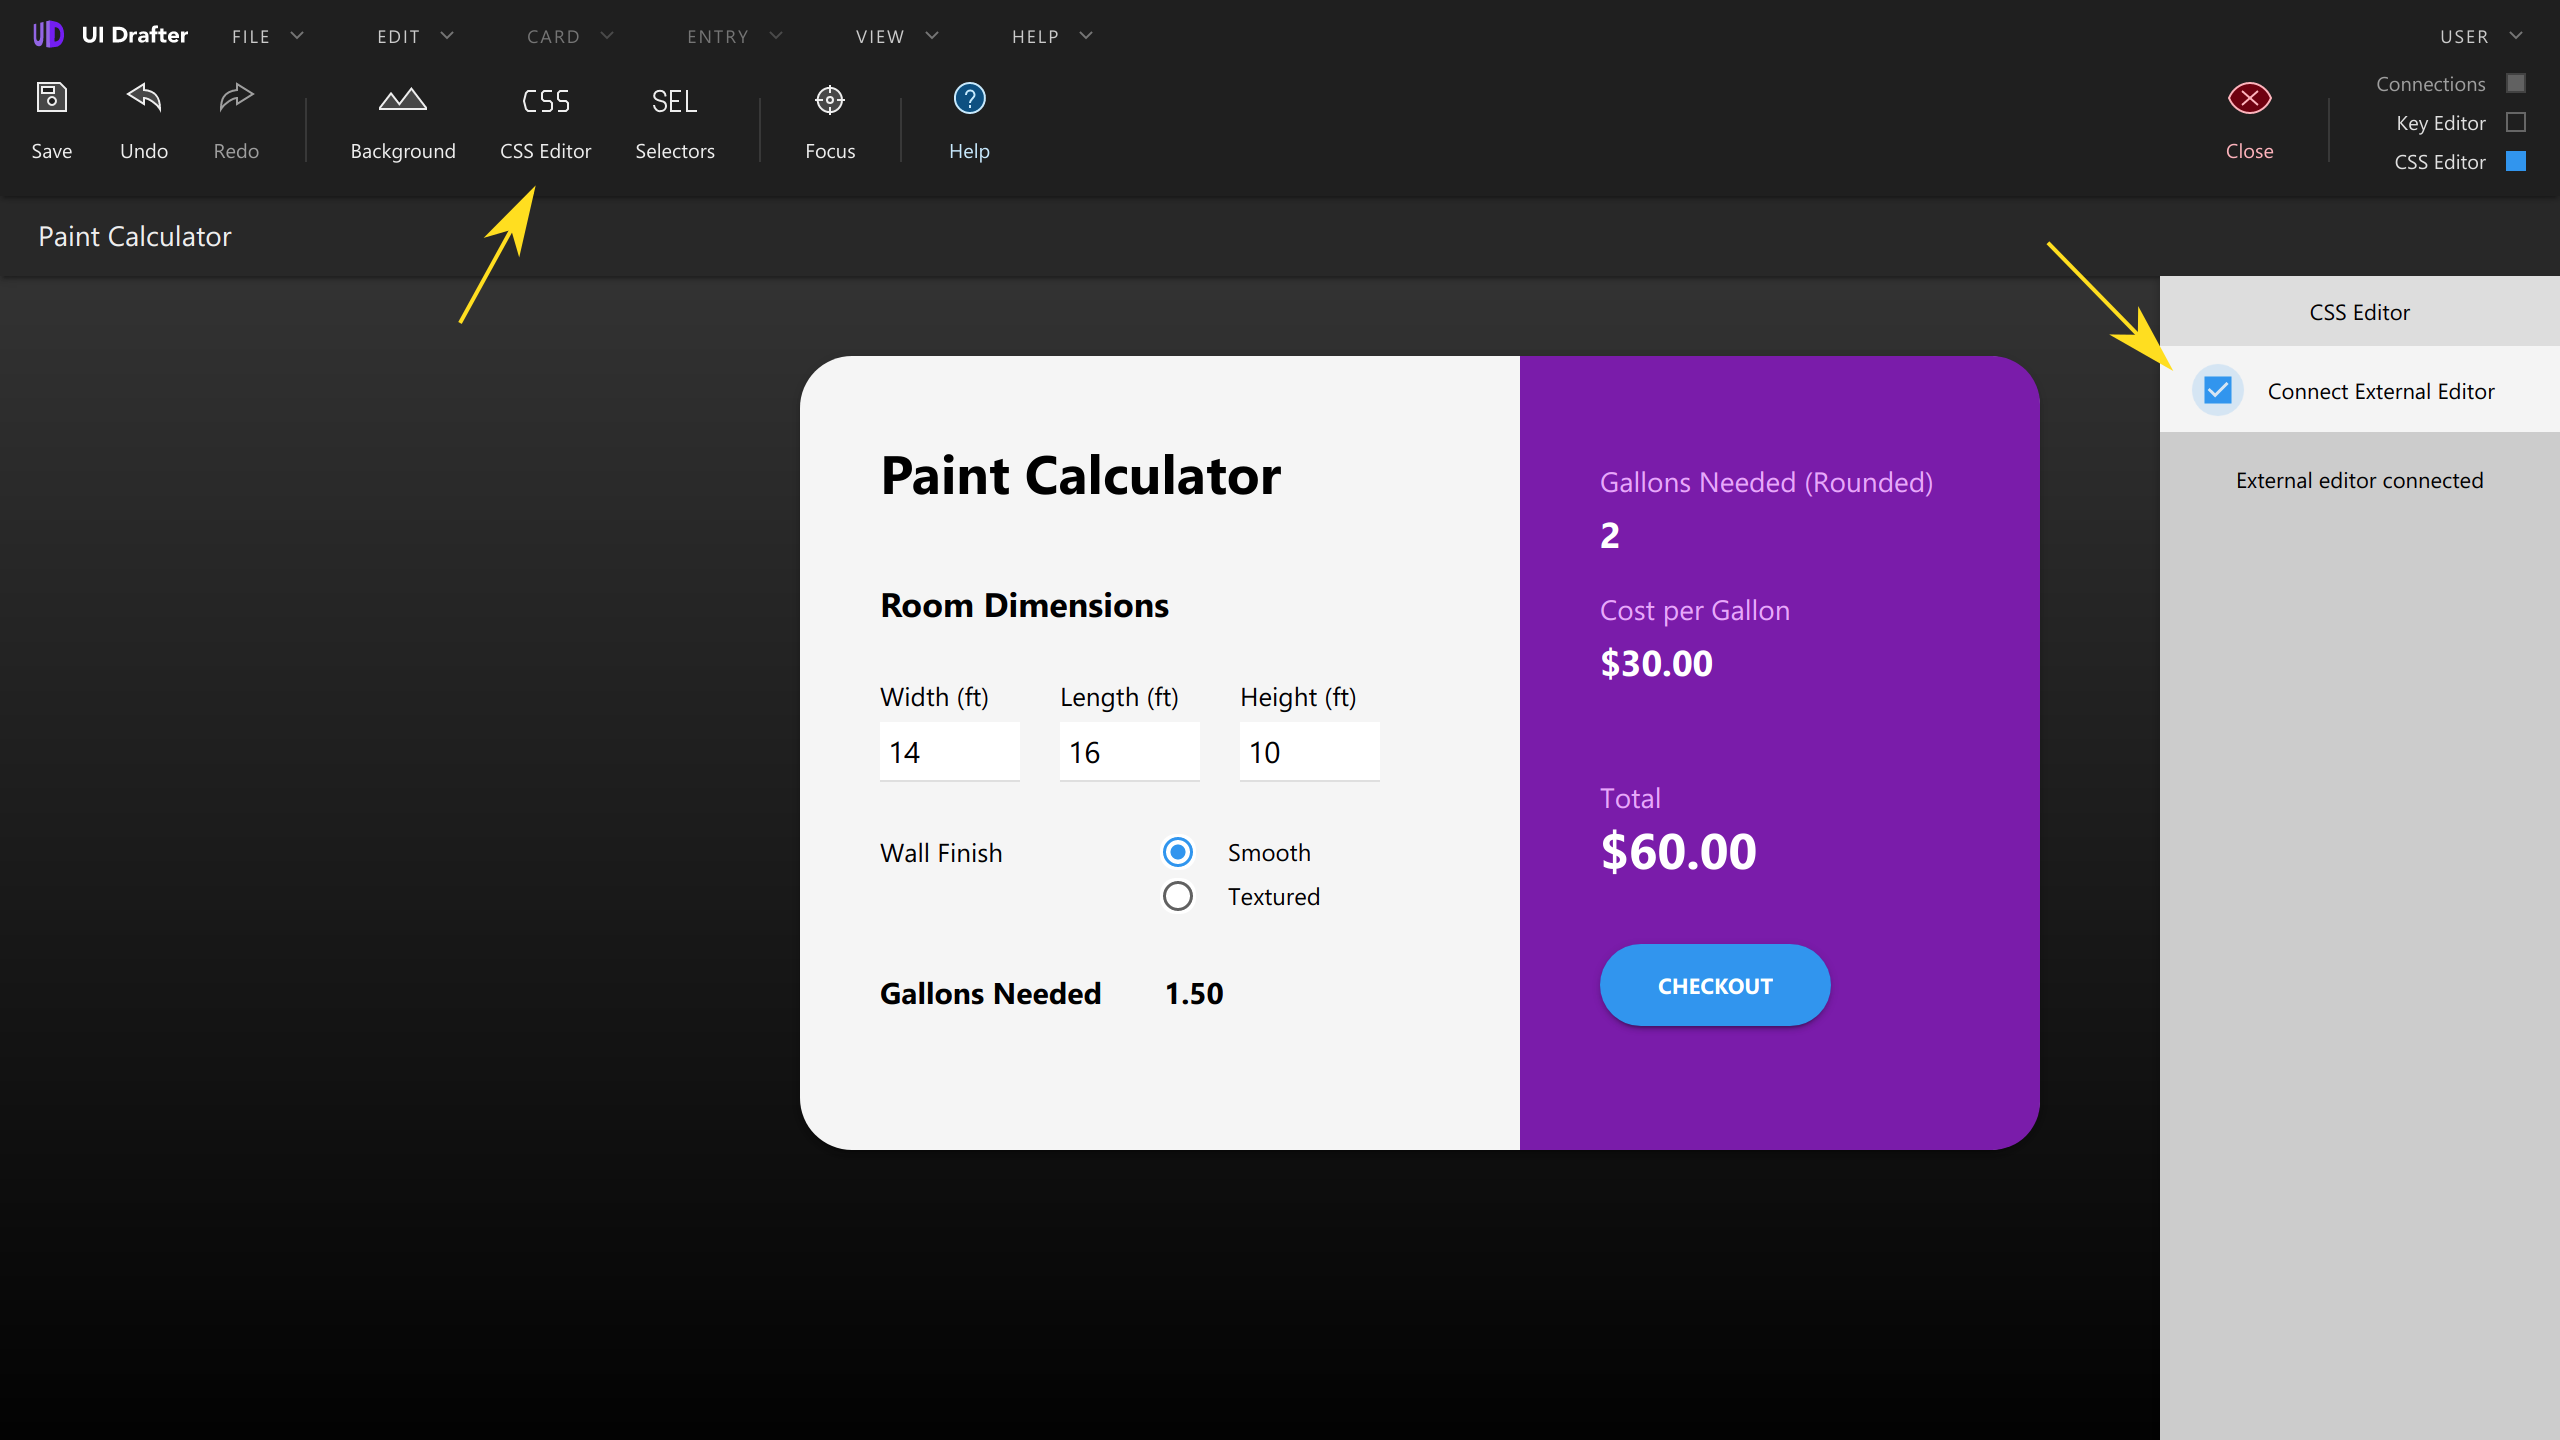 UI Drafter FILE EDIT CARD ENTRY VIEW HELP USER
CSS SEL
Save Undo Redo Background CSS Editor Selectors Focus Help Close
Connections
Key Editor
CSS Editor
Paint Calculator
CSS Editor
Connect External Editor
External editor connected
Paint Calculator
Room Dimensions
Width (ft) Length (ft) Height (ft)
14 16 10
Wall Finish Smooth
Textured
Gallons Needed 1.50
Gallons Needed (Rounded)
2
Cost per Gallon
$30.00
Total
$60.00
CHECKOUT